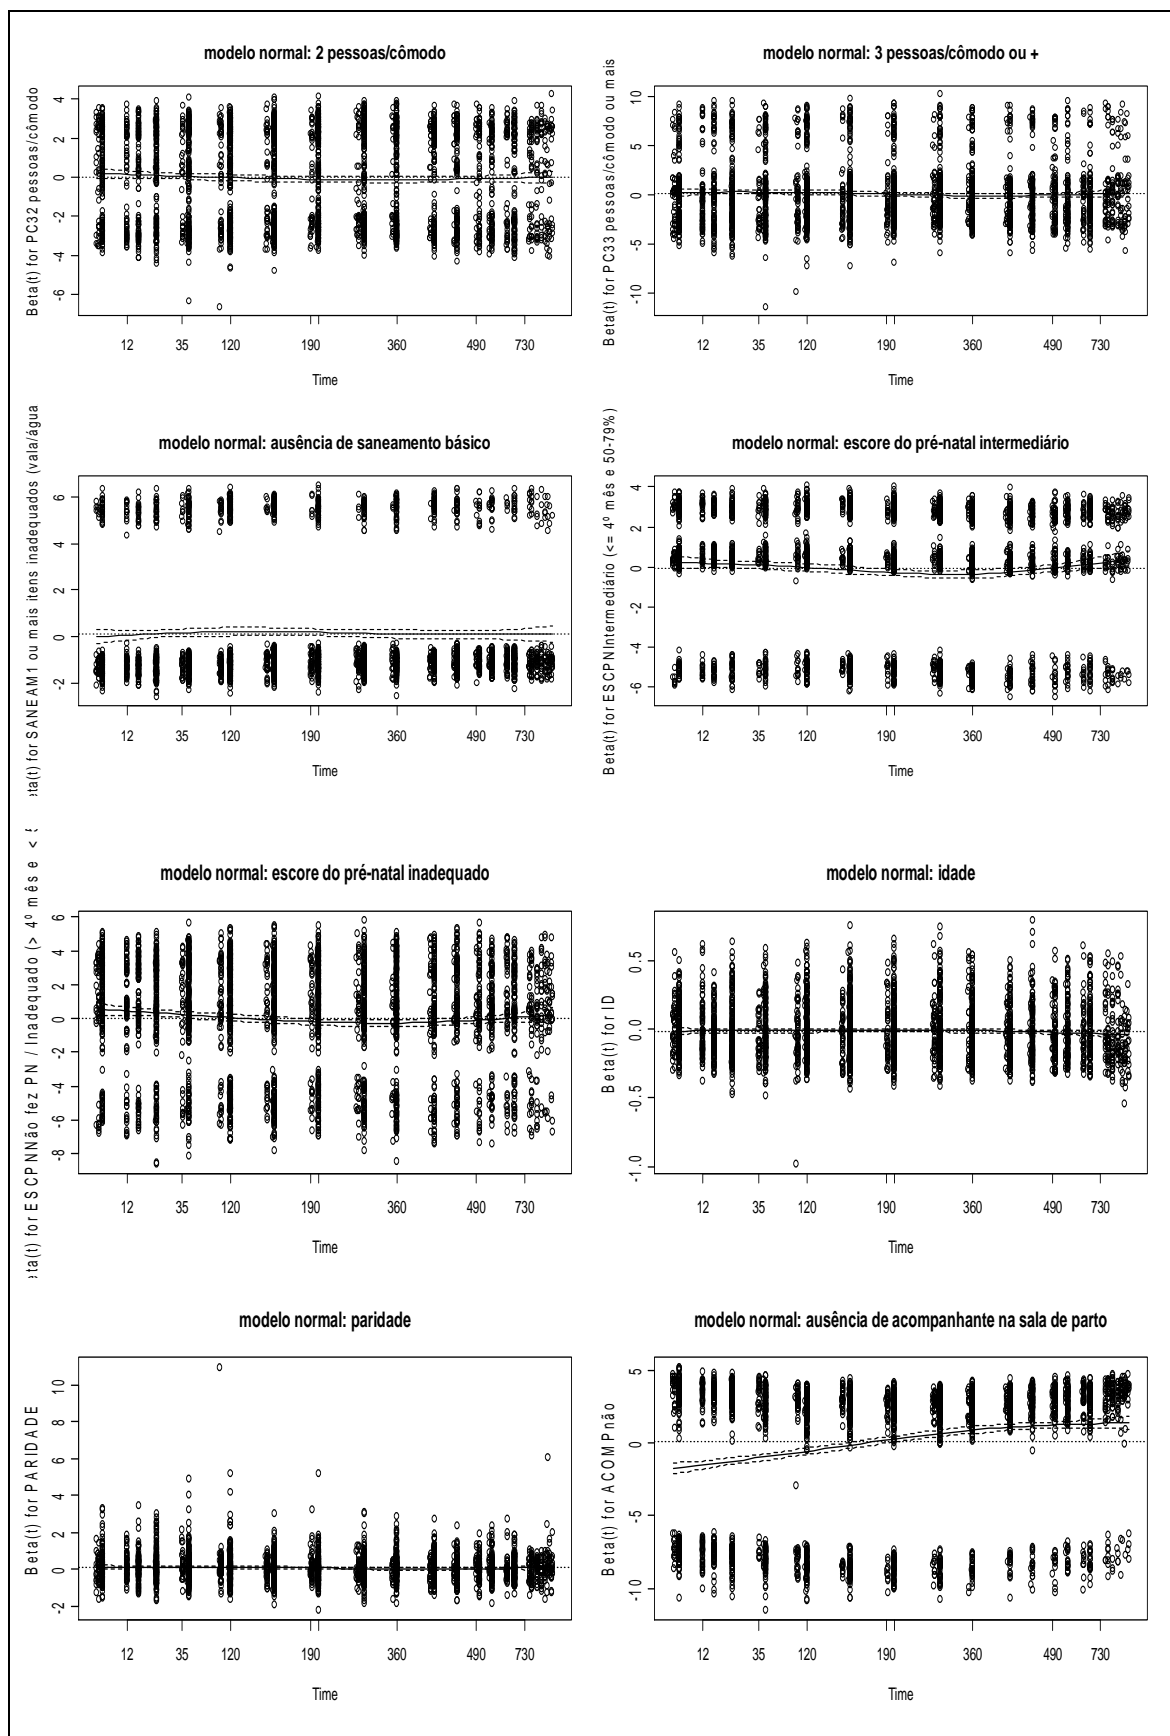 modelo normal: 2 pessoas/cômodo
Beta(t) for PC32 pessoas/cômodo
4
2
0
-2
-4
-6
12 35 120 190 360 490 730
Time
modelo normal: 3 pessoas/cômodo ou +
Beta(t) for PC33 pessoas/cômodo ou mais
10
5
0
-5
-10
12 35 120 190 360 490 730
Time
modelo normal: ausência de saneamento básico
eta(t) for SANEAM1 ou mais itens inadequados (vala/água
6
4
2
0
-2
12 35 120 190 360 490 730
Time
modelo normal: escore do pré-natal intermediário
Beta(t) for ESCPNIntermediário (<= 4º mês e 50-79%)
4
2
0
-2
-4
-6
12 35 120 190 360 490 730
Time
modelo normal: escore do pré-natal inadequado
eta(t) for ESCPNNão fez PN / Inadequado (> 4º mês e <
6
4
2
0
-2
-4
-6
-8
12 35 120 190 360 490 730
Time
modelo normal: idade
Beta(t) for ID
0.5
0.0
-0.5
-1.0
12 35 120 190 360 490 730
Time
modelo normal: paridade
Beta(t) for PARIDADE
10
8
6
4
2
0
-2
12 35 120 190 360 490 730
Time
modelo normal: ausência de acompanhante na sala de parto
Beta(t) for ACOMPnão
5
0
-5
-10
12 35 120 190 360 490 730
Time